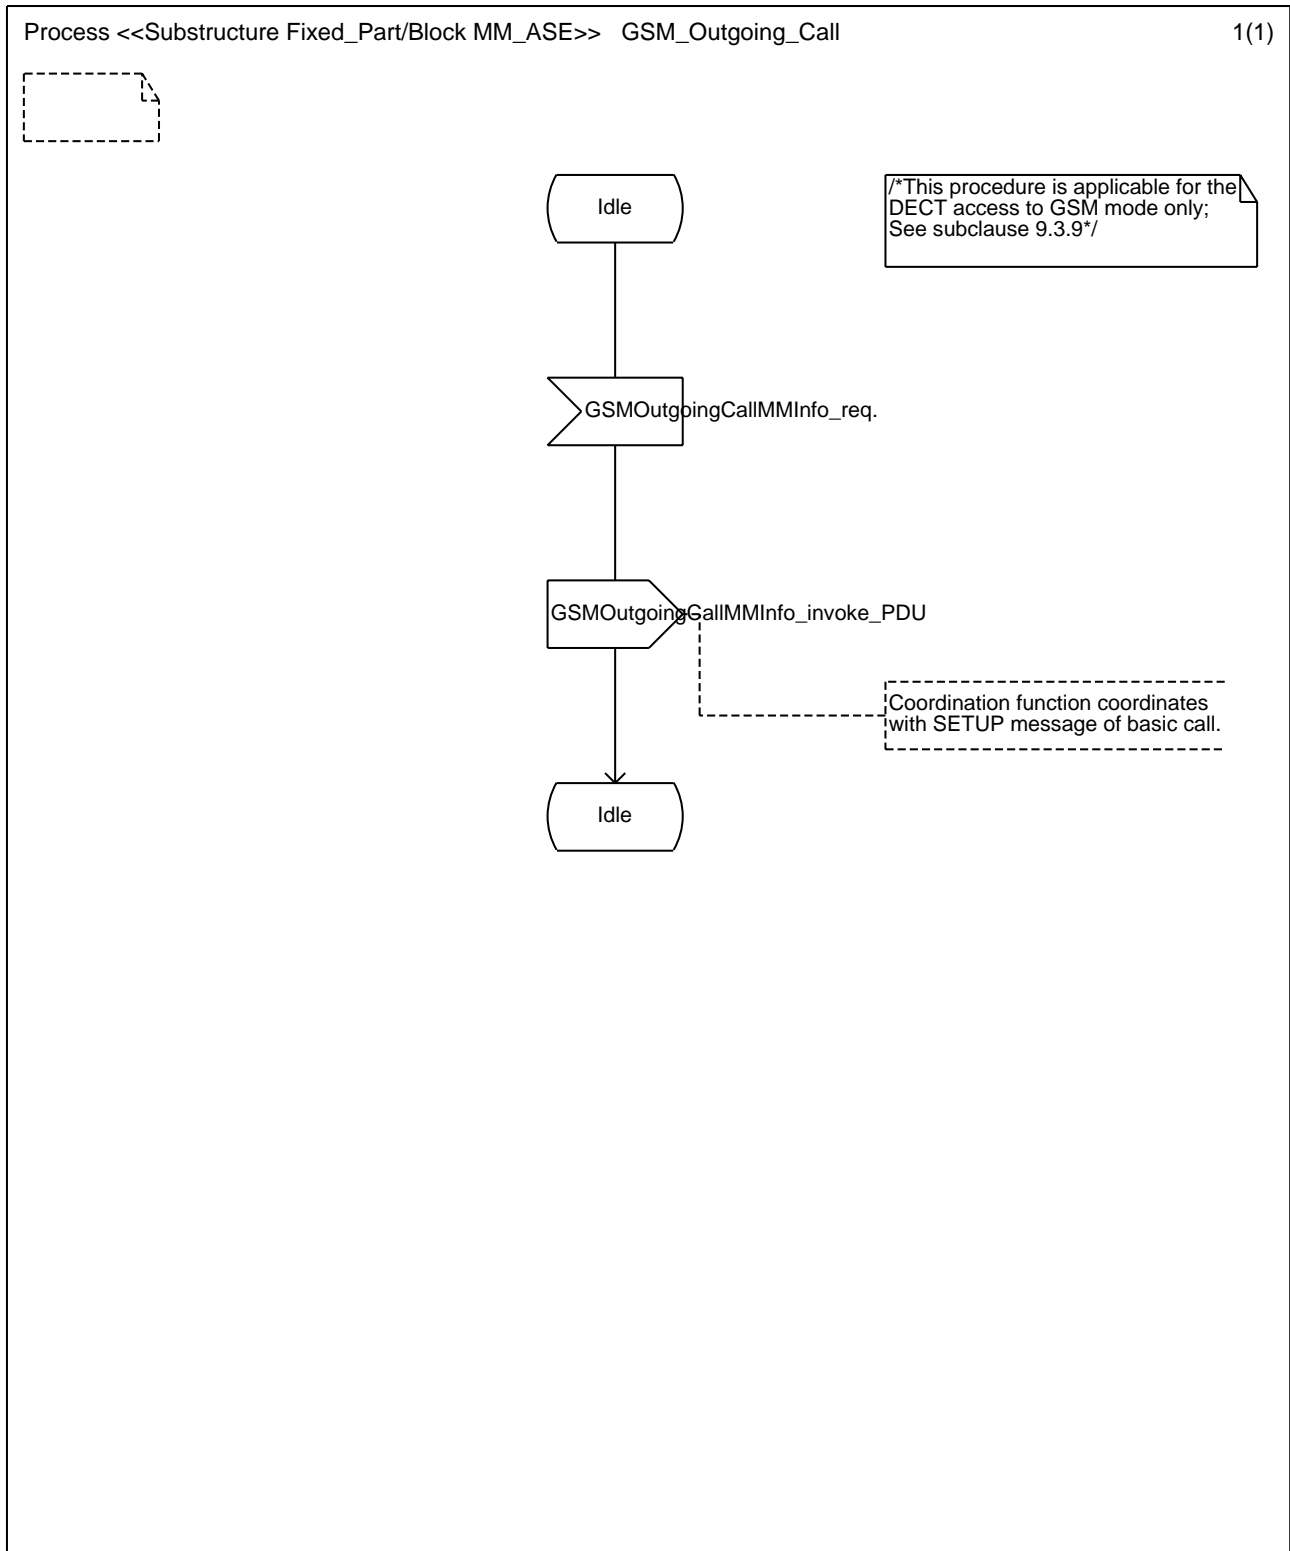 Process <<Substructure Fixed_Part/Block MM_ASE>> GSM_Outgoing_Call 1(1)
Idle
/*This procedure is applicable for the
DECT access to GSM mode only;
See subclause 9.3.9*/
GSMOutgoingCallMMInfo_req.
GSMOutgoingCallMMInfo_invoke_PDU
Coordination function coordinates
with SETUP message of basic call.
Idle